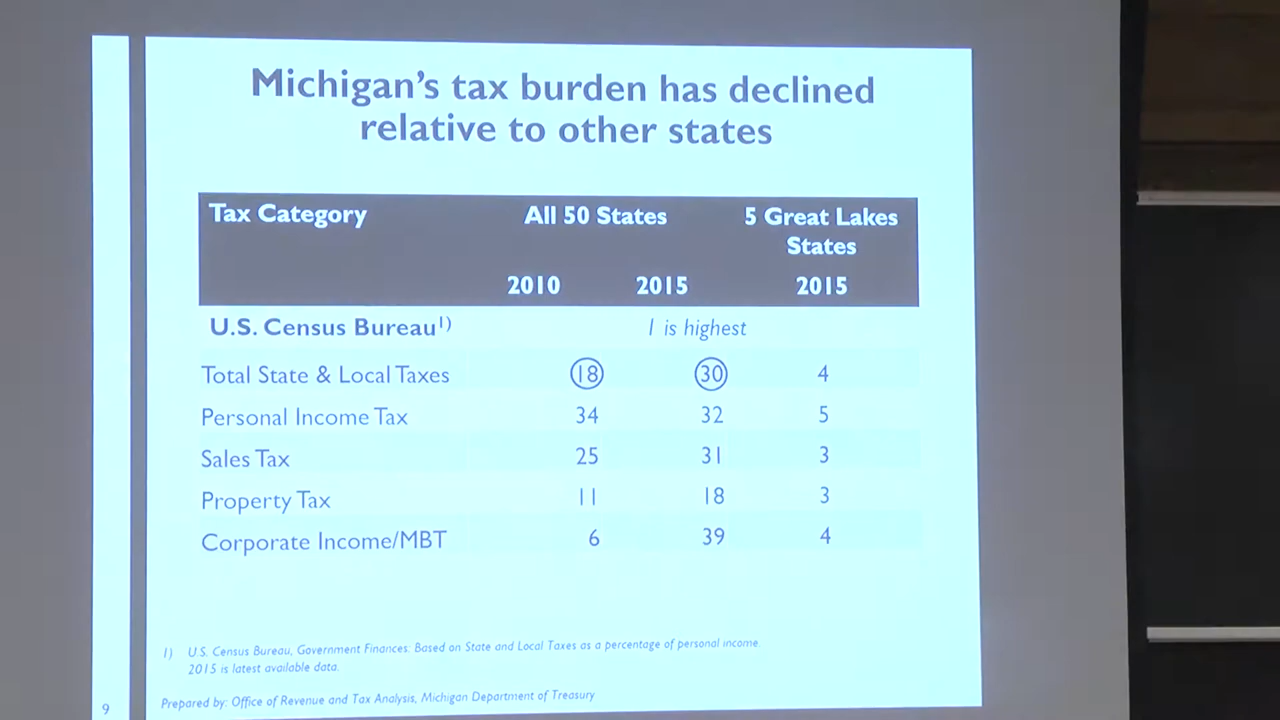 Michigan's tax burden has declined
relative to other states
Tax Category All 50 States 5 Great Lakes
States
2010 2015 2015
U.S. Census Bureau1) 1 is highest
Total State & Local Taxes 18 30 4
Personal Income Tax 34 32 5
Sales Tax 25 31 3
Property Tax 11 18 3
Corporate Income/MBT 6 39 4
1) U.S. Census Bureau, Government Finances: Based on State and Local Taxes as a percentage of personal income.
2015 is latest available data.
Prepared by: Office of Revenue and Tax Analysis, Michigan Department of Treasury
9